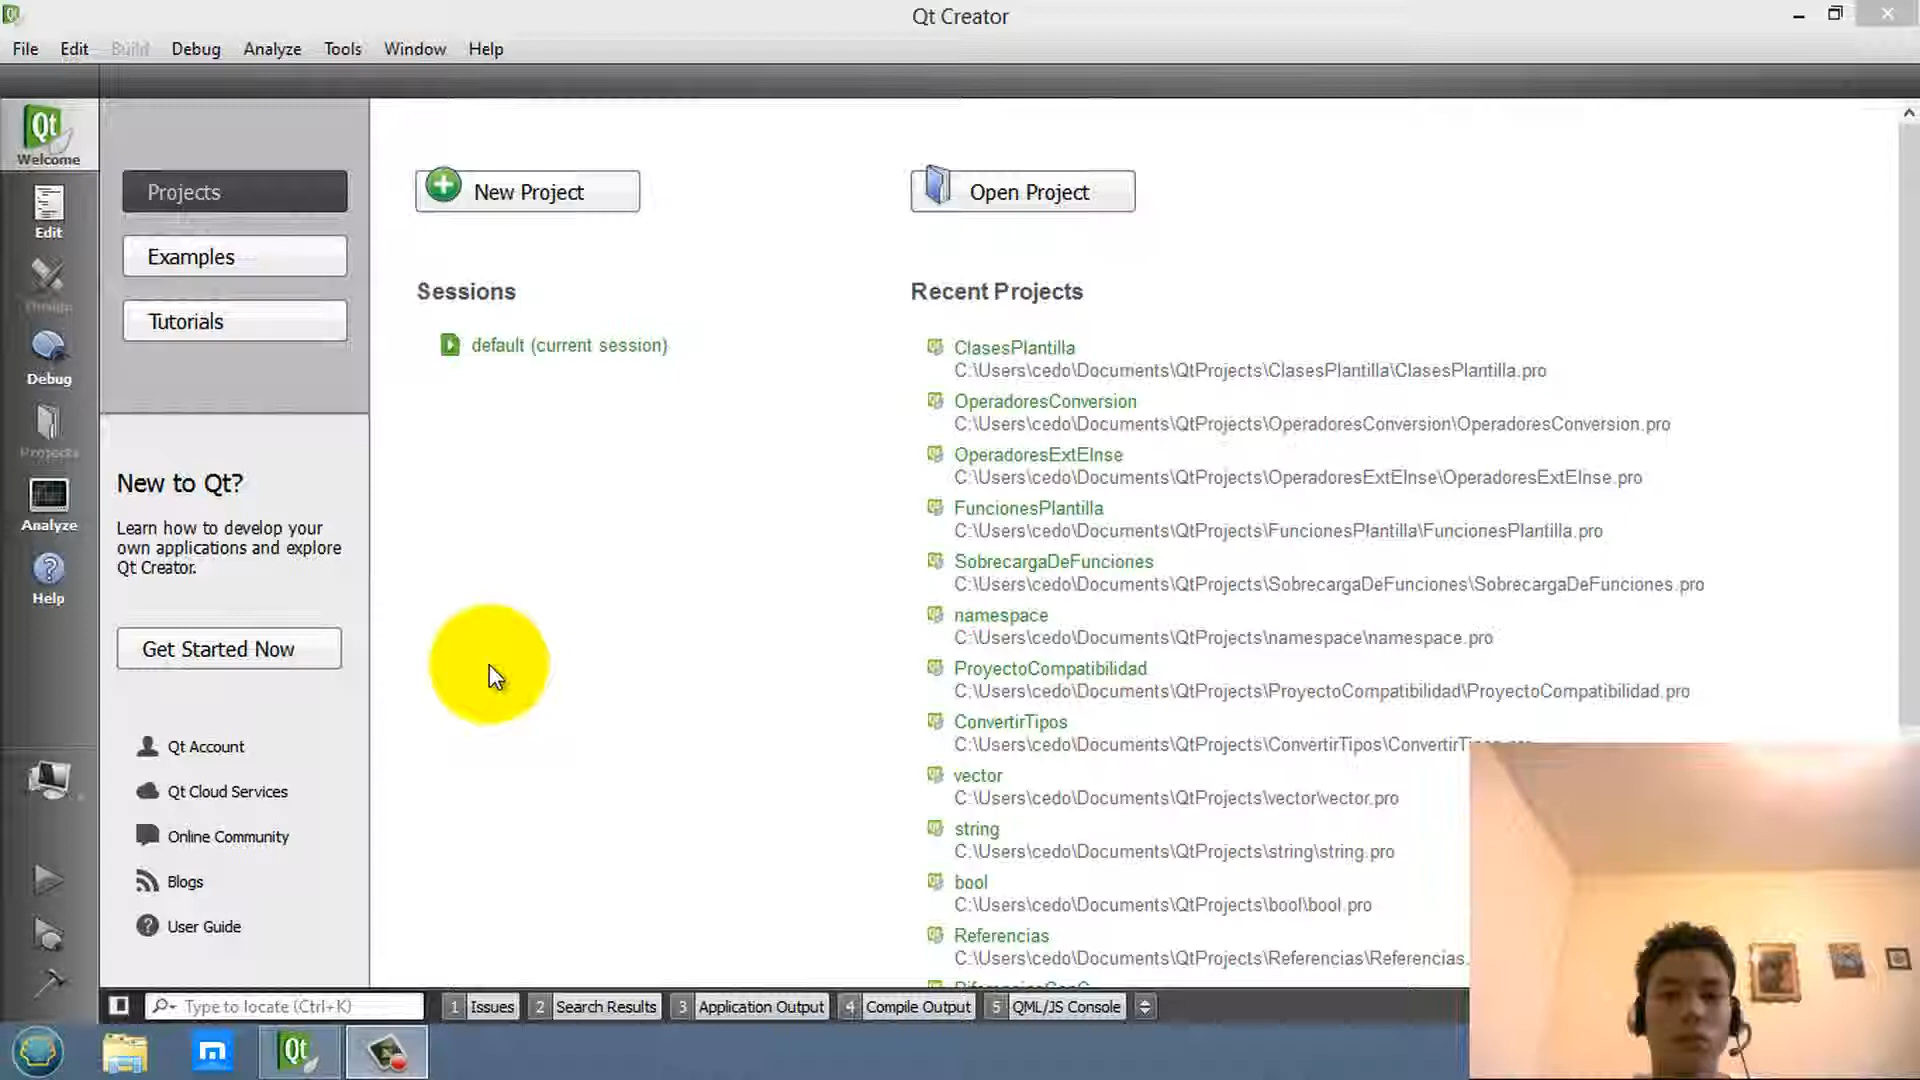 Qt Creator
File Edit Build Debug Analyze Tools Window Help
Qt
Welcome
Edit
Design
Debug
Projects
Analyze
Help
Projects
Examples
Tutorials
New to Qt?
Learn how to develop your
own applications and explore
Qt Creator.
Get Started Now
Qt Account
Qt Cloud Services
Online Community
Blogs
User Guide
New Project
Open Project
Sessions
default (current session)
Recent Projects
ClasesPlantilla
C:\Users\cedo\Documents\QtProjects\ClasesPlantilla\ClasesPlantilla.pro
OperadoresConversion
C:\Users\cedo\Documents\QtProjects\OperadoresConversion\OperadoresConversion.pro
OperadoresExtEInse
C:\Users\cedo\Documents\QtProjects\OperadoresExtEInse\OperadoresExtEInse.pro
FuncionesPlantilla
C:\Users\cedo\Documents\QtProjects\FuncionesPlantilla\FuncionesPlantilla.pro
SobrecargaDeFunciones
C:\Users\cedo\Documents\QtProjects\SobrecargaDeFunciones\SobrecargaDeFunciones.pro
namespace
C:\Users\cedo\Documents\QtProjects\namespace\namespace.pro
ProyectoCompatibilidad
C:\Users\cedo\Documents\QtProjects\ProyectoCompatibilidad\ProyectoCompatibilidad.pro
ConvertirTipos
C:\Users\cedo\Documents\QtProjects\ConvertirTipos\ConvertirTipos.pro
vector
C:\Users\cedo\Documents\QtProjects\vector\vector.pro
string
C:\Users\cedo\Documents\QtProjects\string\string.pro
bool
C:\Users\cedo\Documents\QtProjects\bool\bool.pro
Referencias
C:\Users\cedo\Documents\QtProjects\Referencias\Referencias.
Type to locate (Ctrl+K) 1 Issues 2 Search Results 3 Application Output 4 Compile Output 5 QML/JS Console
Qt